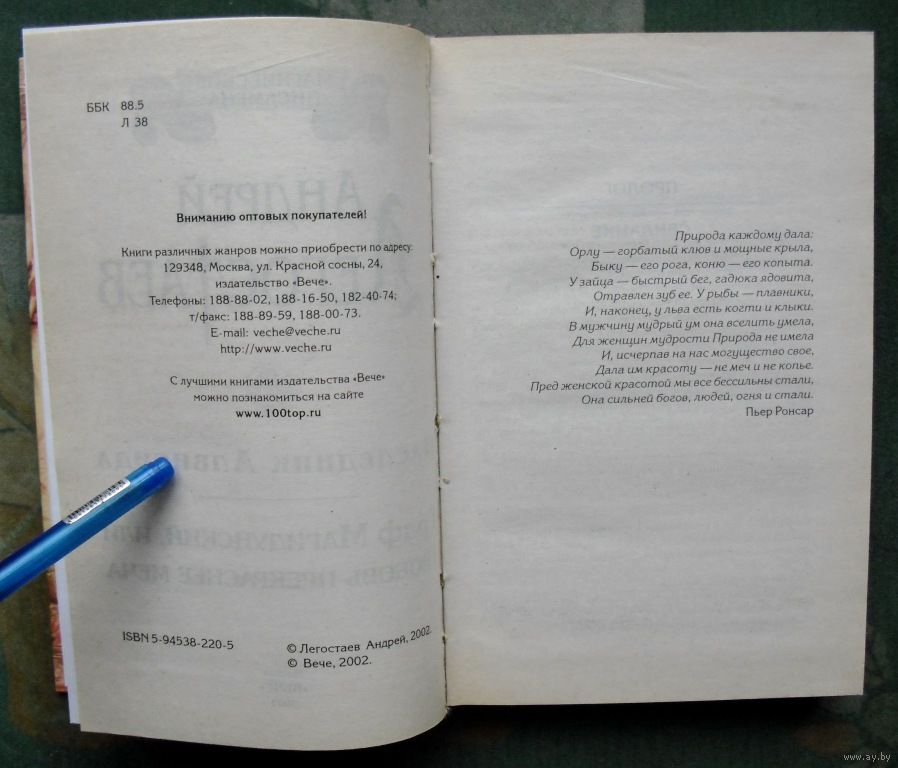 ББК 88.5
Л 38
Вниманию оптовых покупателей!
Книги различных жанров можно приобрести по адресу:
129348, Москва, ул. Красной сосны, 24,
издательство «Вече».
Телефоны: 188-88-02, 188-16-50, 182-40-74;
т/факс: 188-89-59, 188-00-73.
E-mail: veche@veche.ru
http://www.veche.ru
С лучшими книгами издательства «Вече»
можно познакомиться на сайте
www.100top.ru
ISBN 5-94538-220-5
© Легостаев Андрей, 2002.
© Вече, 2002.
Природа каждому дала:
Орлу — горбатый клюв и мощные крыла,
Быку — его рога, коню — его копыта.
У зайца — быстрый бег, гадюка ядовита,
Отравлен зуб ее. У рыбы — плавники,
И, наконец, у льва есть когти и клыки.
В мужчину мудрый ум она вселить умела,
Для женщин мудрости Природа не имела
И, исчерпав на нас могущество свое,
Дала им красоту — не меч и не копье.
Пред женской красотой мы все бессильны стали,
Она сильней богов, людей, огня и стали.
Пьер Ронсар
www.ay.by